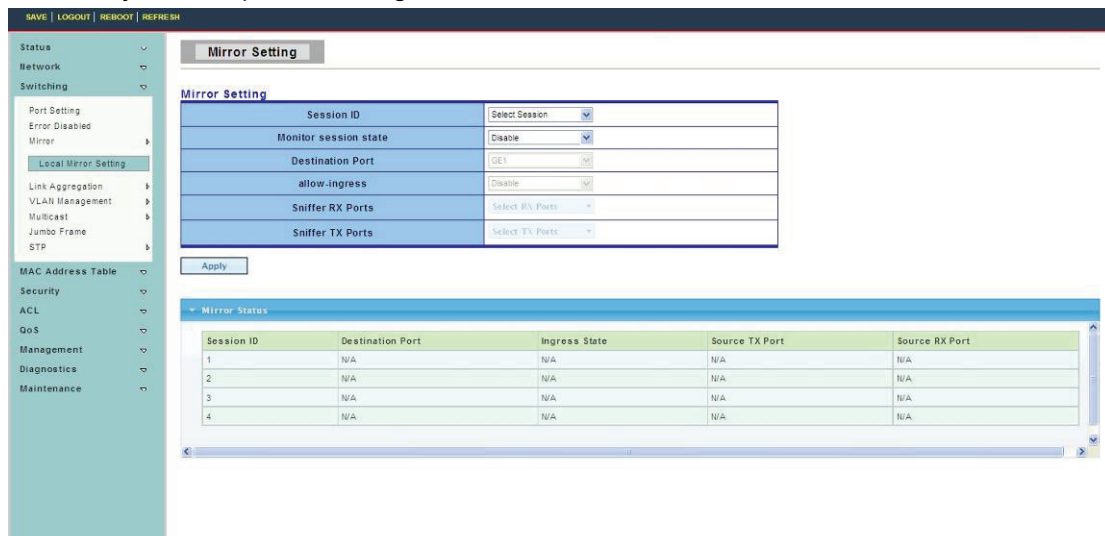 SAVE | LOGOUT | REBOOT | REFRESH
Status
Network
Switching
Port Setting
Error Disabled
Mirror
Local Mirror Setting
Link Aggregation
VLAN Management
Multicast
Jumbo Frame
STP
MAC Address Table
Security
ACL
QoS
Management
Diagnostics
Maintenance
Mirror Setting
Mirror Setting
Session ID Select Session
Monitor session state Disable
Destination Port GE1
allow-ingress Disable
Sniffer RX Ports Select RX Ports
Sniffer TX Ports Select TX Ports
Apply
Mirror Status
Session ID Destination Port Ingress State Source TX Port Source RX Port
1 N/A N/A N/A N/A
2 N/A N/A N/A N/A
3 N/A N/A N/A N/A
4 N/A N/A N/A N/A